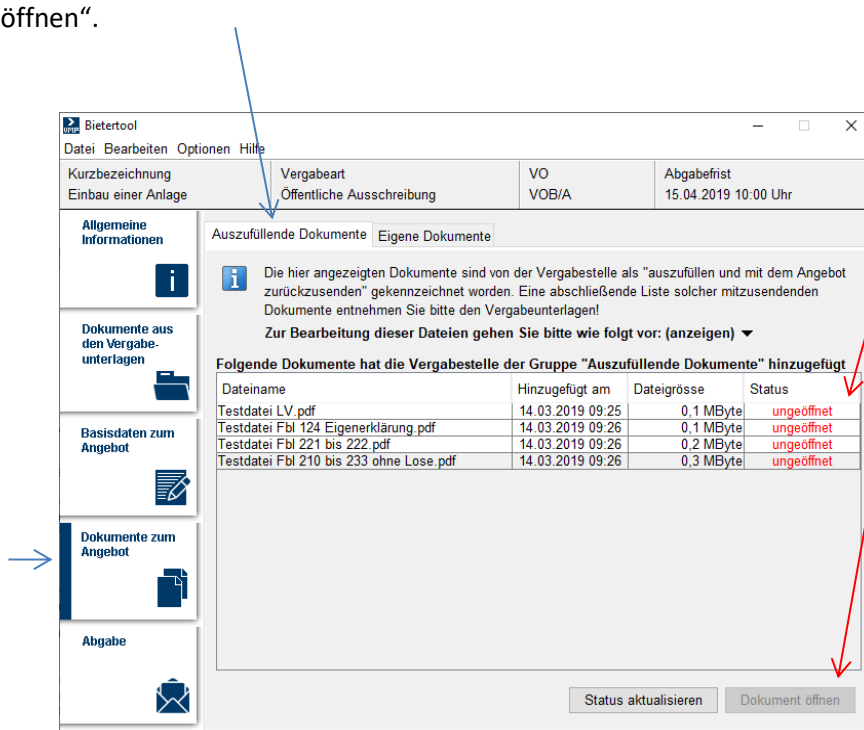 öffnen“.
VMP Bietertool
Datei Bearbeiten Optionen Hilfe
Kurzbezeichnung Vergabeart VO Abgabefrist
Einbau einer Anlage Öffentliche Ausschreibung VOB/A 15.04.2019 10:00 Uhr
Allgemeine
Informationen
Dokumente aus
den Vergabe-
unterlagen
Basisdaten zum
Angebot
Dokumente zum
Angebot
Abgabe
Auszufüllende Dokumente Eigene Dokumente
Die hier angezeigten Dokumente sind von der Vergabestelle als "auszufüllen und mit dem Angebot
zurückzusenden" gekennzeichnet worden. Eine abschließende Liste solcher mitzusendenden
Dokumente entnehmen Sie bitte den Vergabeunterlagen!
Zur Bearbeitung dieser Dateien gehen Sie bitte wie folgt vor: (anzeigen)
Folgende Dokumente hat die Vergabestelle der Gruppe "Auszufüllende Dokumente" hinzugefügt
Dateiname Hinzugefügt am Dateigrösse Status
Testdatei LV.pdf 14.03.2019 09:25 0,1 MByte ungeöffnet
Testdatei Fbl 124 Eigenerklärung.pdf 14.03.2019 09:26 0,1 MByte ungeöffnet
Testdatei Fbl 221 bis 222.pdf 14.03.2019 09:26 0,2 MByte ungeöffnet
Testdatei Fbl 210 bis 233 ohne Lose.pdf 14.03.2019 09:26 0,3 MByte ungeöffnet
Status aktualisieren Dokument öffnen